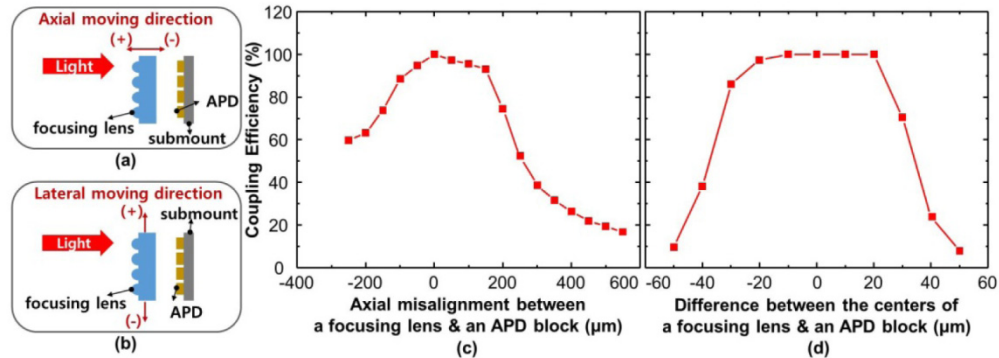 Axial moving direction
(+) (-)
Light
APD
focusing lens
submount
(a)
Lateral moving direction
(+)
submount
Light
focusing lens
APD
(-)
(b)
Coupling Efficiency (%)
120
100
80
60
40
20
0
-400 -200 0 200 400 600
Axial misalignment between
a focusing lens & an APD block (μm)
(c)
-60 -40 -20 0 20 40 60
Difference between the centers of
a focusing lens & an APD block (μm)
(d)